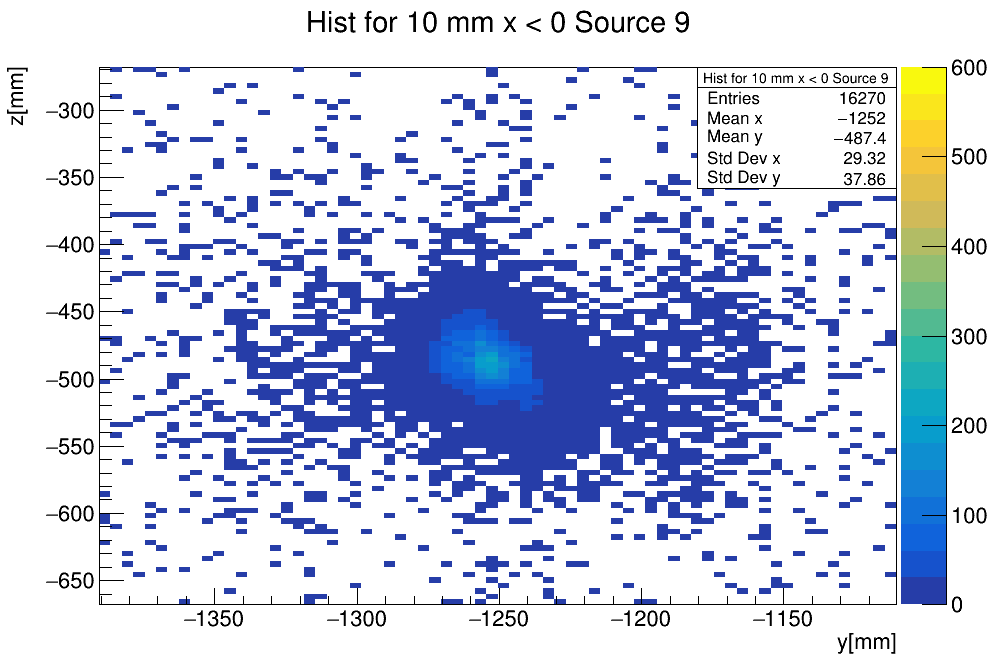 Hist for 10 mm x < 0 Source 9
z[mm]
−300
−350
−400
−450
−500
−550
−600
−650
Hist for 10 mm x < 0 Source 9
Entries 16270
Mean x −1252
Mean y −487.4
Std Dev x 29.32
Std Dev y 37.86
600
500
400
300
200
100
0
−1350 −1300 −1250 −1200 −1150
y[mm]